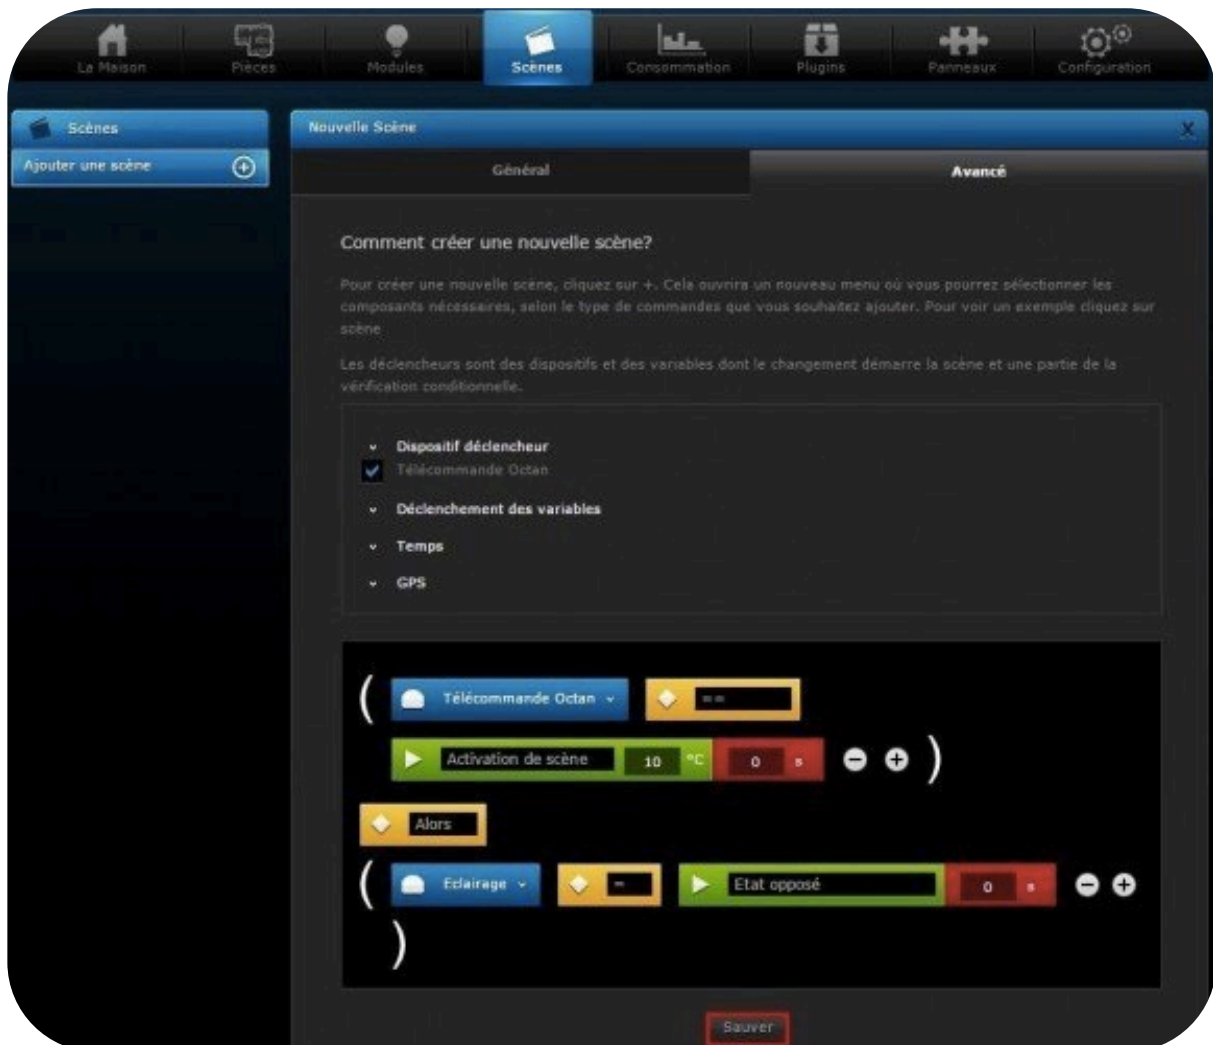 La Maison
Pièces
Modules
Scènes
Consommation
Plugins
Panneaux
Configuration
Scènes
Ajouter une scène
Nouvelle Scène
X
Général
Avancé
Comment créer une nouvelle scène?
Pour créer une nouvelle scène, cliquez sur +. Cela ouvrira un nouveau menu où vous pourrez sélectionner les
composants nécessaires, selon le type de commandes que vous souhaitez ajouter. Pour voir un exemple cliquez sur
scène
Les déclencheurs sont des dispositifs et des variables dont le changement démarre la scène et une partie de la
vérification conditionnelle.
Dispositif déclencheur
Télécommande Octan
Déclenchement des variables
Temps
GPS
( Télécommande Octan ==
Activation de scène 10 °C 0 s )
Alors
( Eclairage = Etat opposé 0 s
)
Sauver